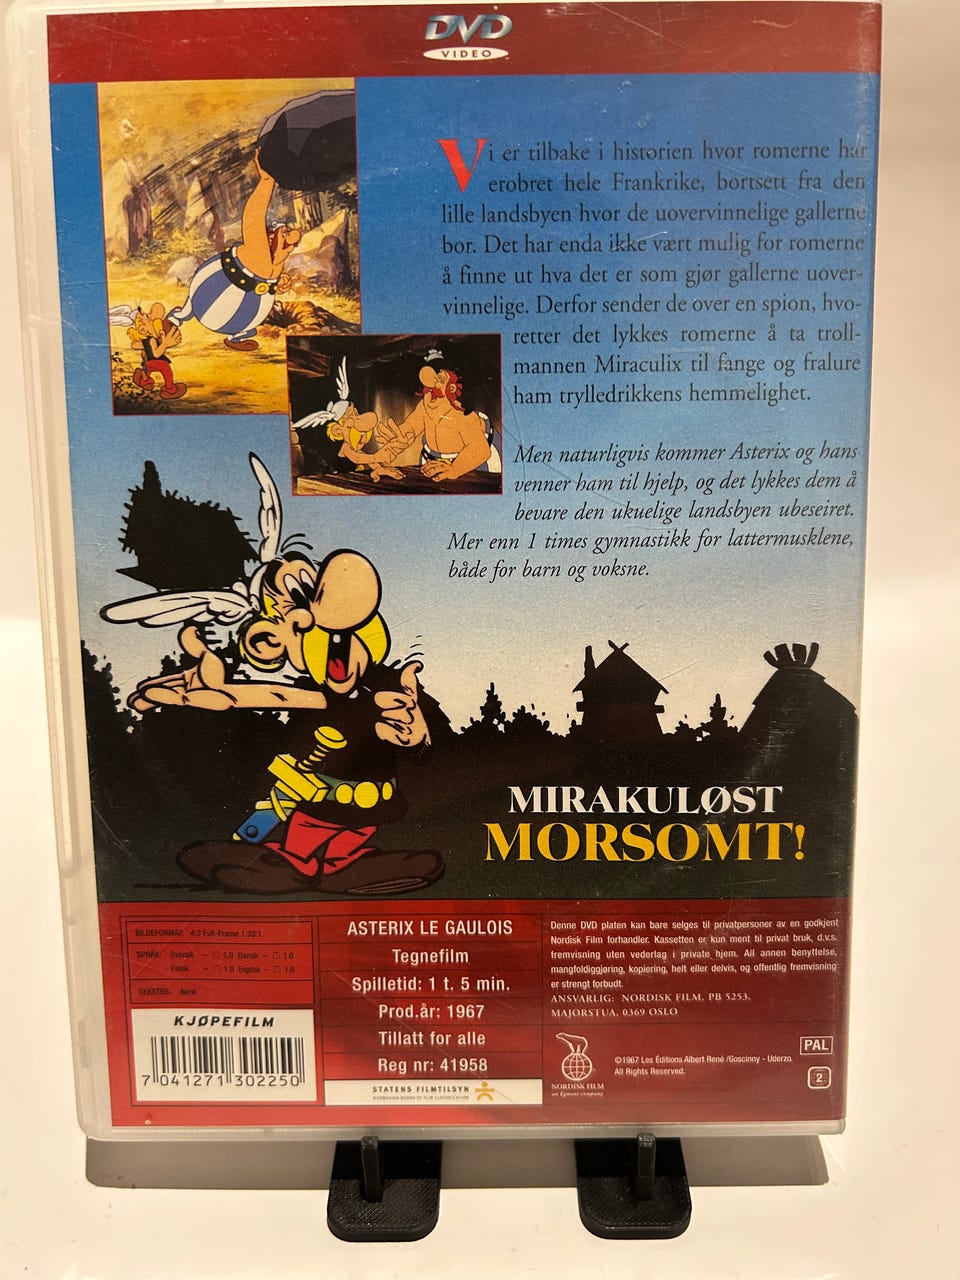 DVD
VIDEO
Vi er tilbake i historien hvor romerne har
erobret hele Frankrike, bortsett fra den
lille landsbyen hvor de uovervinnelige gallerne
bor. Det har enda ikke vært mulig for romerne
å finne ut hva det er som gjør gallerne uover-
vinnelige. Derfor sender de over en spion, hvo-
retter det lykkes romerne å ta troll-
mannen Miraculix til fange og fralure
ham trylledrikkens hemmelighet.
Men naturligvis kommer Asterix og hans
venner ham til hjelp, og det lykkes dem å
bevare den ukuelige landsbyen ubeseiret.
Mer enn 1 times gymnastikk for lattermusklene,
både for barn og voksne.
MIRAKULØST
MORSOMT!
BILDEFORMAT: 4:3 Full-Frame 1.33:1
SPRÅK: Svensk - 1.0 Dansk - 1.0
Finsk - 1.0 Engelsk - 1.0
TEKSTER: Norsk
KJØPEFILM
7 041271 302250
ASTERIX LE GAULOIS
Tegnefilm
Spilletid: 1 t. 5 min.
Prod.år: 1967
Tillatt for alle
Reg nr: 41958
STATENS FILMTILSYN
NORWEGIAN BOARD OF FILM CLASSIFICATION
Denne DVD platen kan bare selges til privatpersoner av en godkjent
Nordisk Film forhandler. Kassetten er kun ment til privat bruk, d.v.s.
fremvisning uten vederlag i private hjem. All annen benyttelse,
mangfoldiggjøring, kopiering, helt eller delvis, og offentlig fremvisning
er strengt forbudt.
ANSVARLIG: NORDISK FILM, PB 5253,
MAJORSTUA, 0369 OSLO
NORDISK FILM
an Egmont company
©1967 Les Éditions Albert René /Goscinny - Uderzo.
All Rights Reserved.
PAL
2